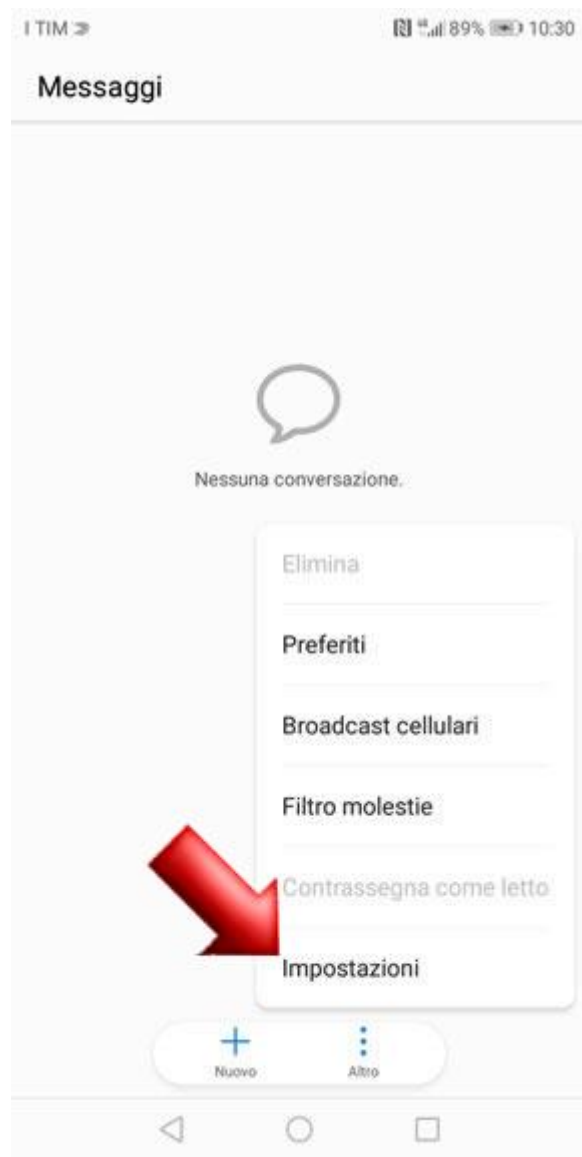 I TIM 89% 10:30
Messaggi
Nessuna conversazione.
Elimina
Preferiti
Broadcast cellulari
Filtro molestie
Contrassegna come letto
Impostazioni
Nuovo Altro